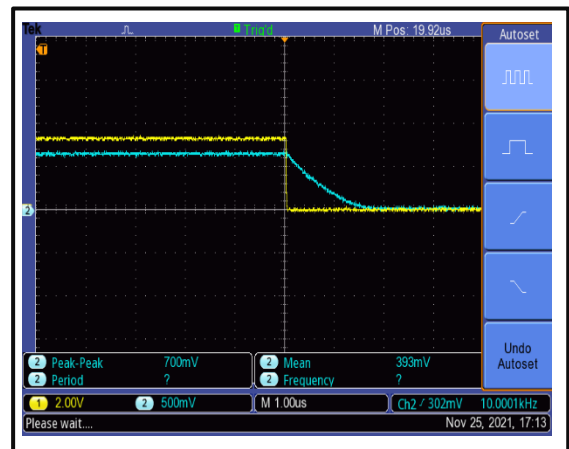 Tek Trig'd M Pos: 19.92us Autoset
T
2
Undo
Autoset
2 Peak-Peak 700mV 2 Mean 393mV
2 Period ? 2 Frequency ?
1 2.00V 2 500mV M 1.00us Ch2 / 302mV 10.0001kHz
Please wait.... Nov 25, 2021, 17:13